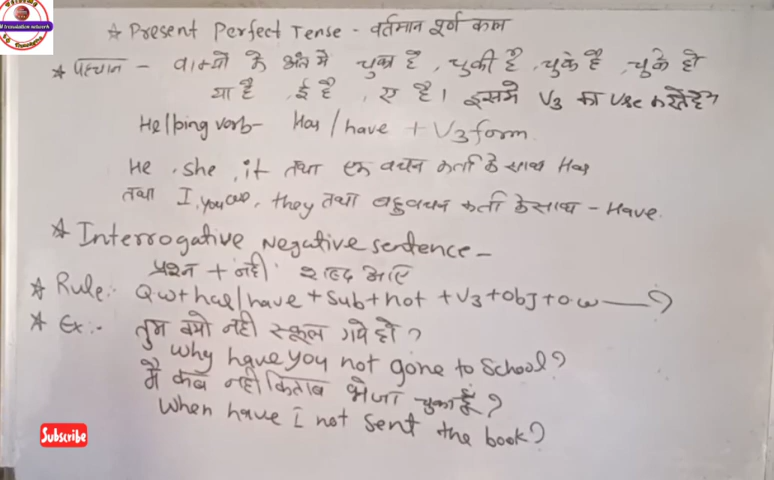 ☆ Present Perfect Tense - वर्तमान पूर्ण काल
☆ पहचान - वाक्यो के अंत मे चुका है, चुकी है, चुके है, चुके हो
या है, ई है, ए है। इसमे V3 का use करते है
Helping verb- Has/have + V3 form
He, she, it तथा एक वचन कर्ता के साथ Has
तथा I, you, they तथा बहुवचन कर्ता के साथ - Have.
☆ Interrogative Negative sentence -
प्रश्न + नही शब्द आए
☆ Rule:- Qw+has/have+sub+not +V3+obj+o.w ?
☆ Ex:- तुम क्यो नही स्कूल गये हो?
Why have you not gone to School?
मै कब नही किताब भेजा चुका हूँ?
When have i not sent the book?
Subscribe